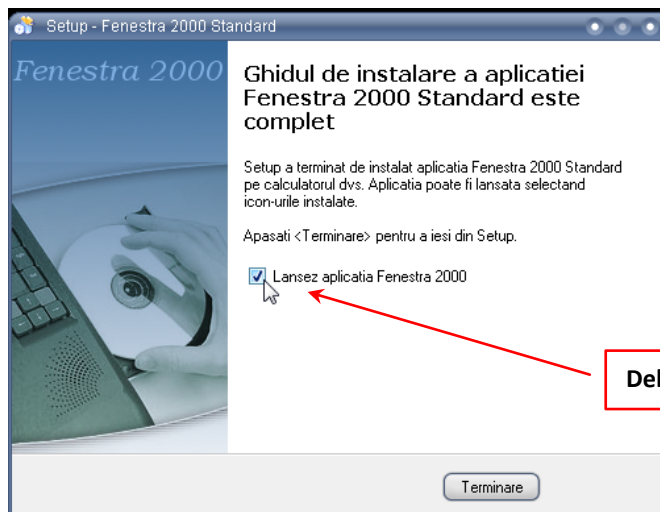 Setup - Fenestra 2000 Standard
Fenestra 2000
Ghidul de instalare a aplicatiei
Fenestra 2000 Standard este
complet
Setup a terminat de instalat aplicatia Fenestra 2000 Standard
pe calculatorul dvs. Aplicatia poate fi lansata selectand
icon-urile instalate.
Apasati <Terminare> pentru a iesi din Setup.
Lansez aplicatia Fenestra 2000
Terminare